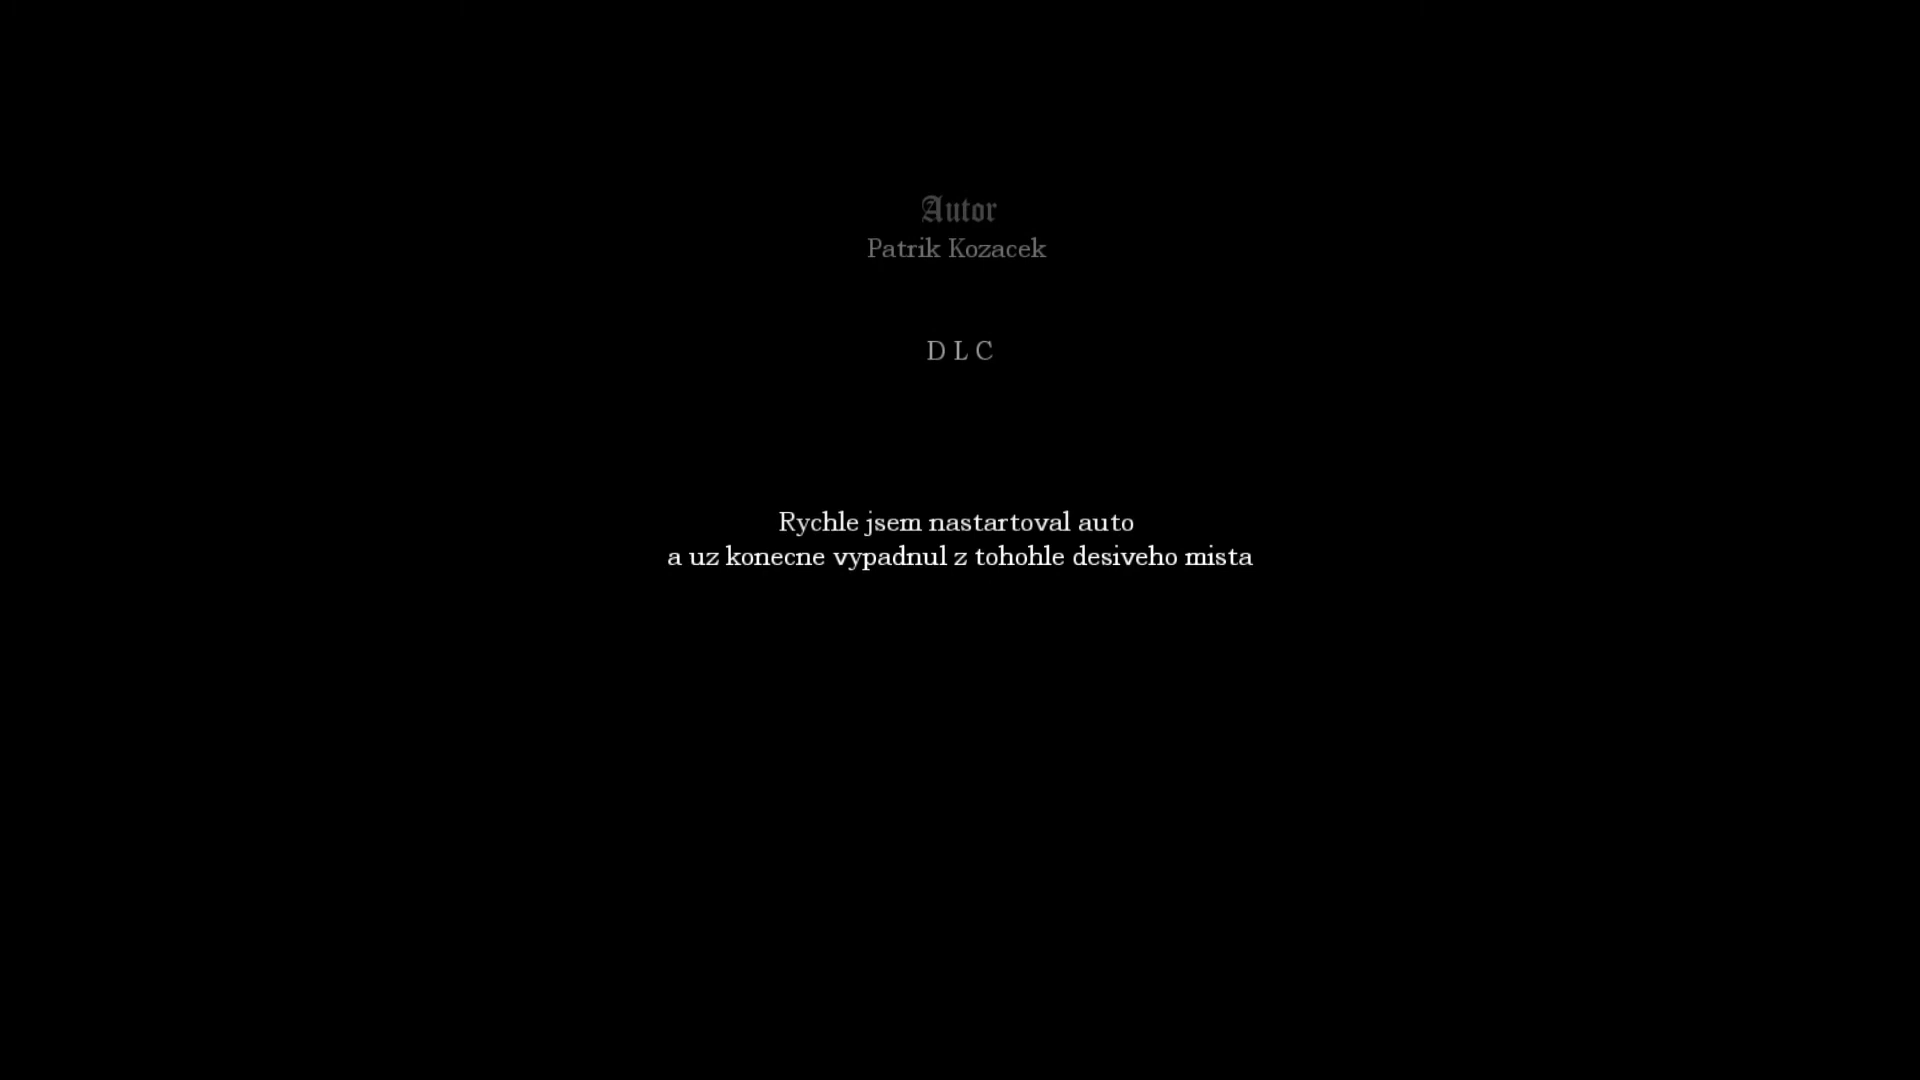 Autor
Patrik Kozacek
D L C
Rychle jsem nastartoval auto
a uz konecne vypadnul z tohohle desiveho mista